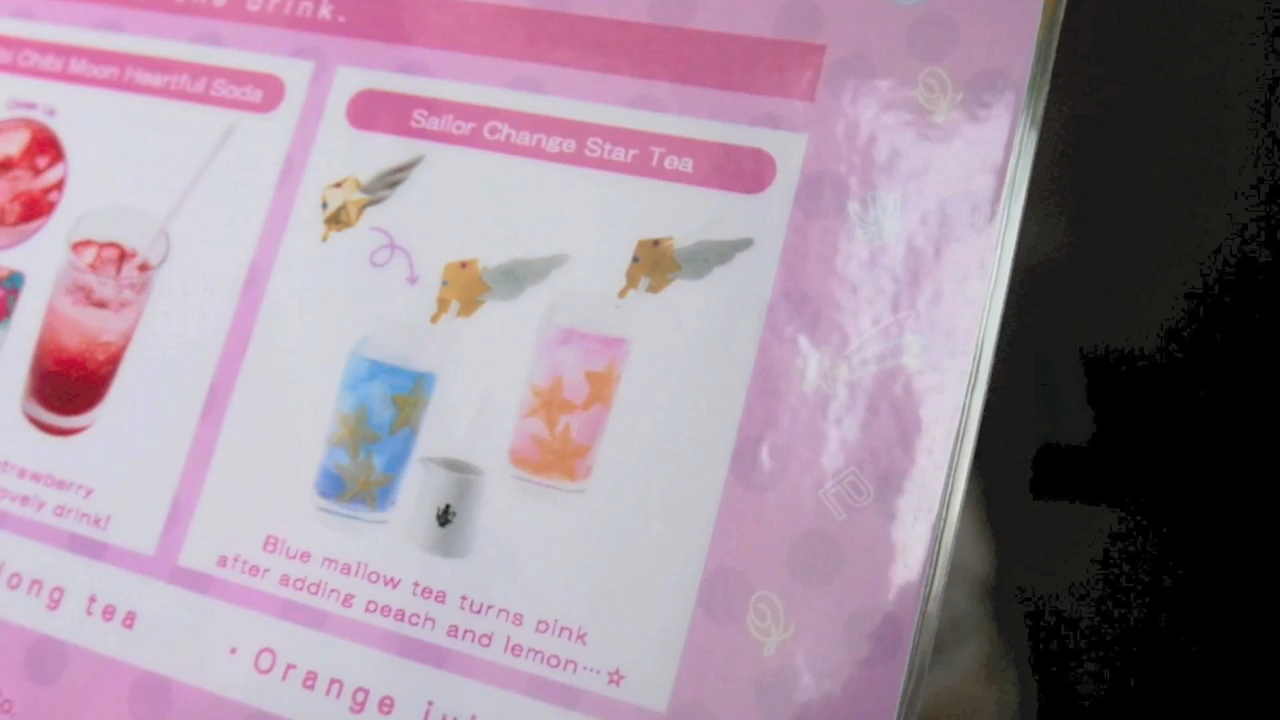 drink.
Chibi Moon Heartful Soda
Sailor Change Star Tea
strawberry
lovely drink!
Blue mallow tea turns pink
after adding peach and lemon…☆
long tea
・Orange